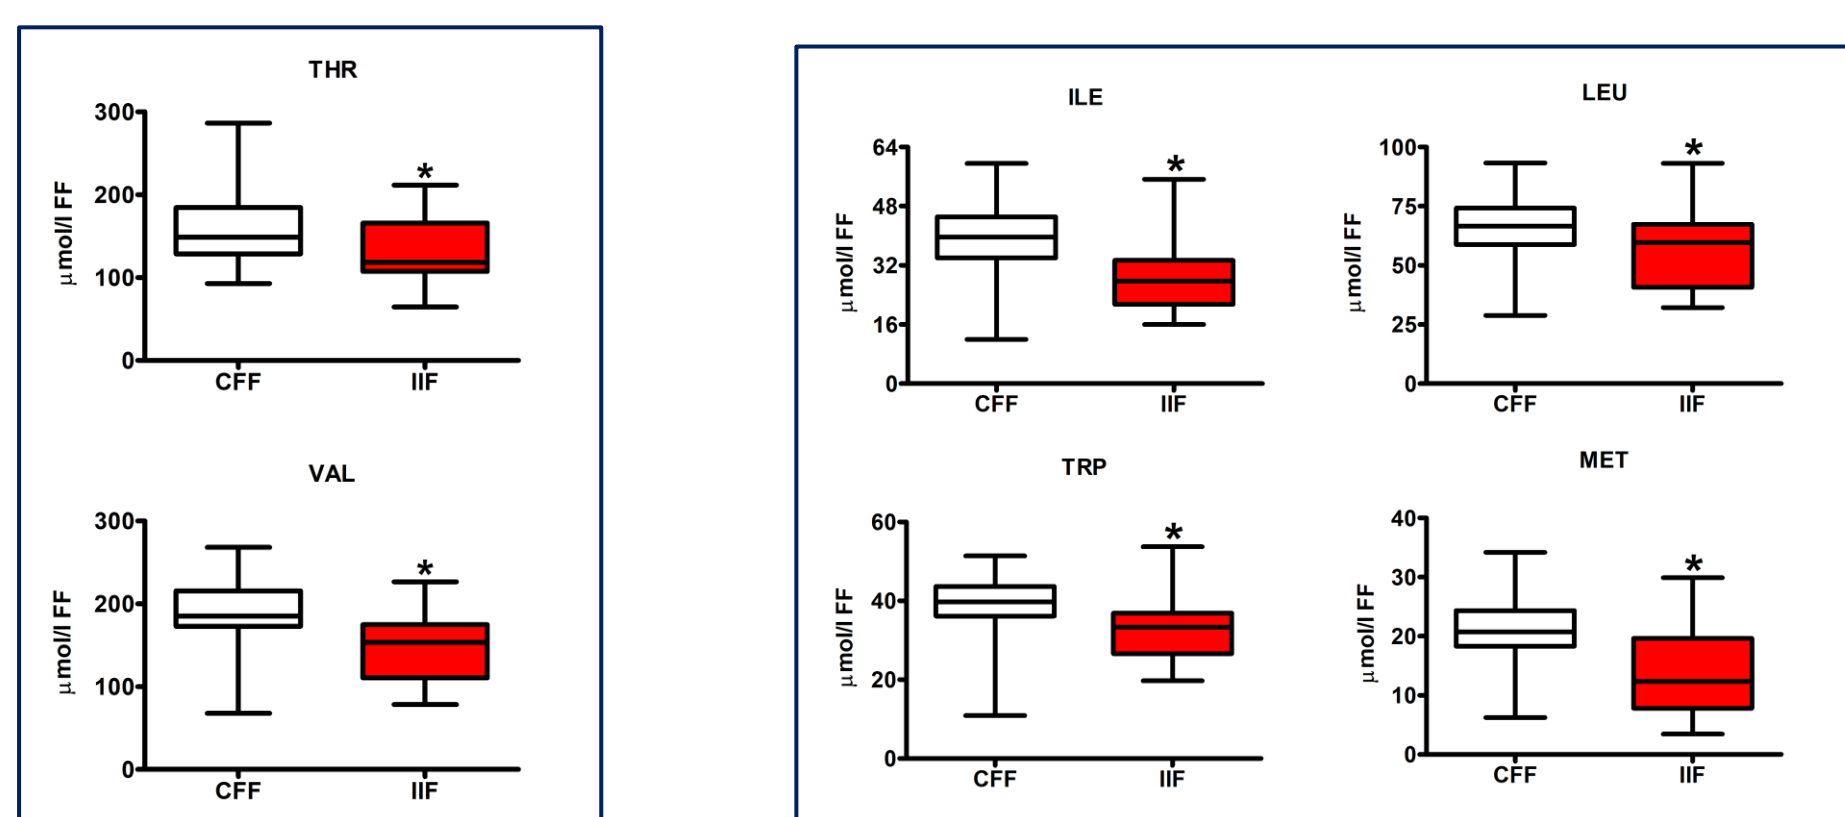 THR
300
200
100
0
μmol/l FF
*
CFF IIF
VAL
300
200
100
0
μmol/l FF
*
CFF IIF
ILE
64
48
32
16
0
μmol/l FF
*
CFF IIF
LEU
100
75
50
25
0
μmol/l FF
*
CFF IIF
TRP
60
40
20
0
μmol/l FF
*
CFF IIF
MET
40
30
20
10
0
μmol/l FF
*
CFF IIF